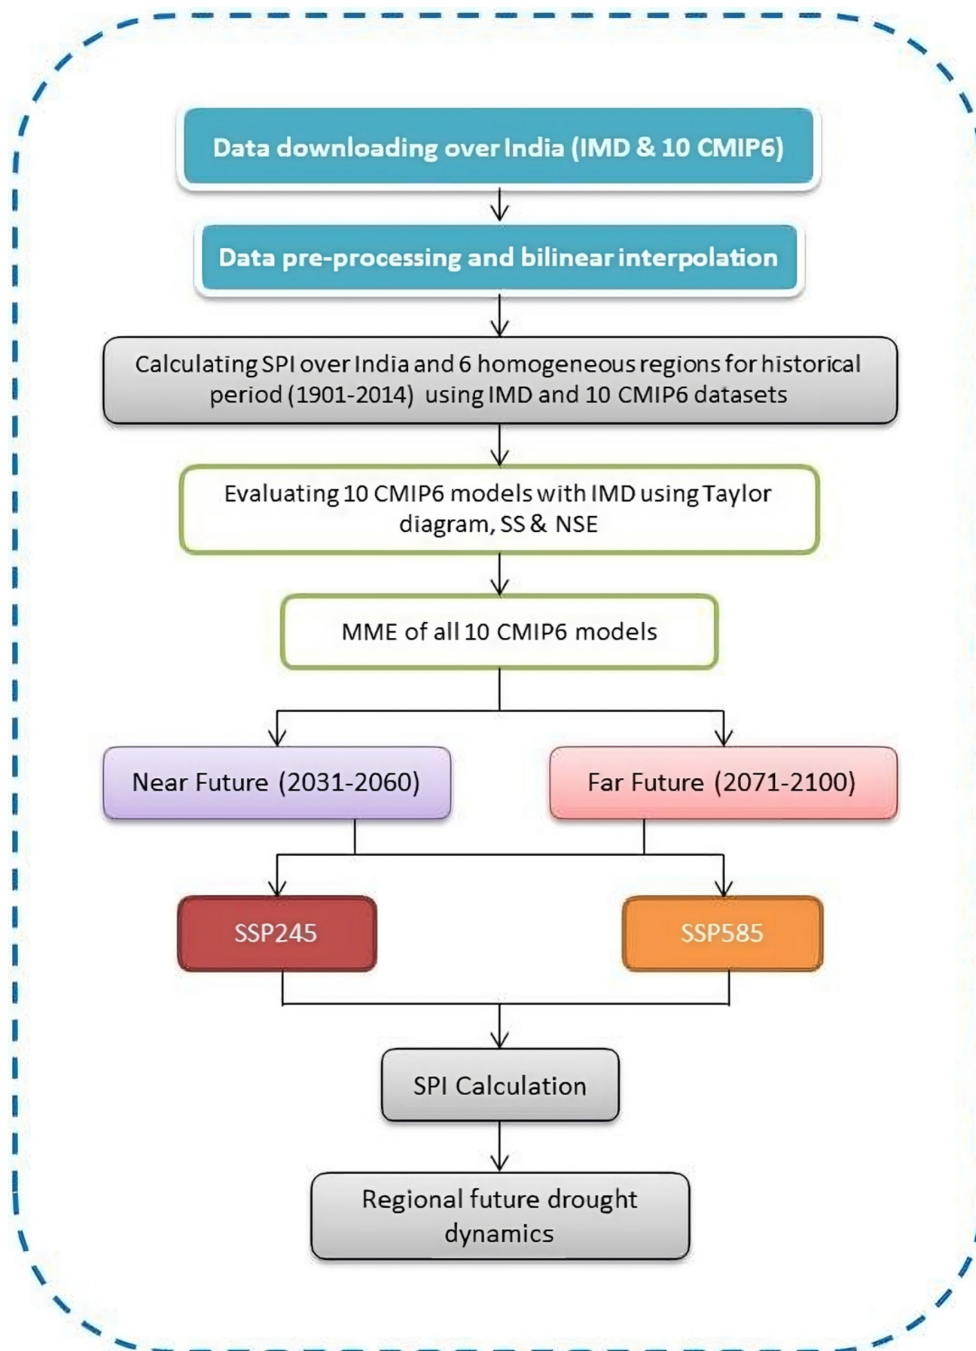 Data downloading over India (IMD & 10 CMIP6)
Data pre-processing and bilinear interpolation
Calculating SPI over India and 6 homogeneous regions for historical
period (1901-2014) using IMD and 10 CMIP6 datasets
Evaluating 10 CMIP6 models with IMD using Taylor
diagram, SS & NSE
MME of all 10 CMIP6 models
Near Future (2031-2060)
Far Future (2071-2100)
SSP245
SSP585
SPI Calculation
Regional future drought
dynamics